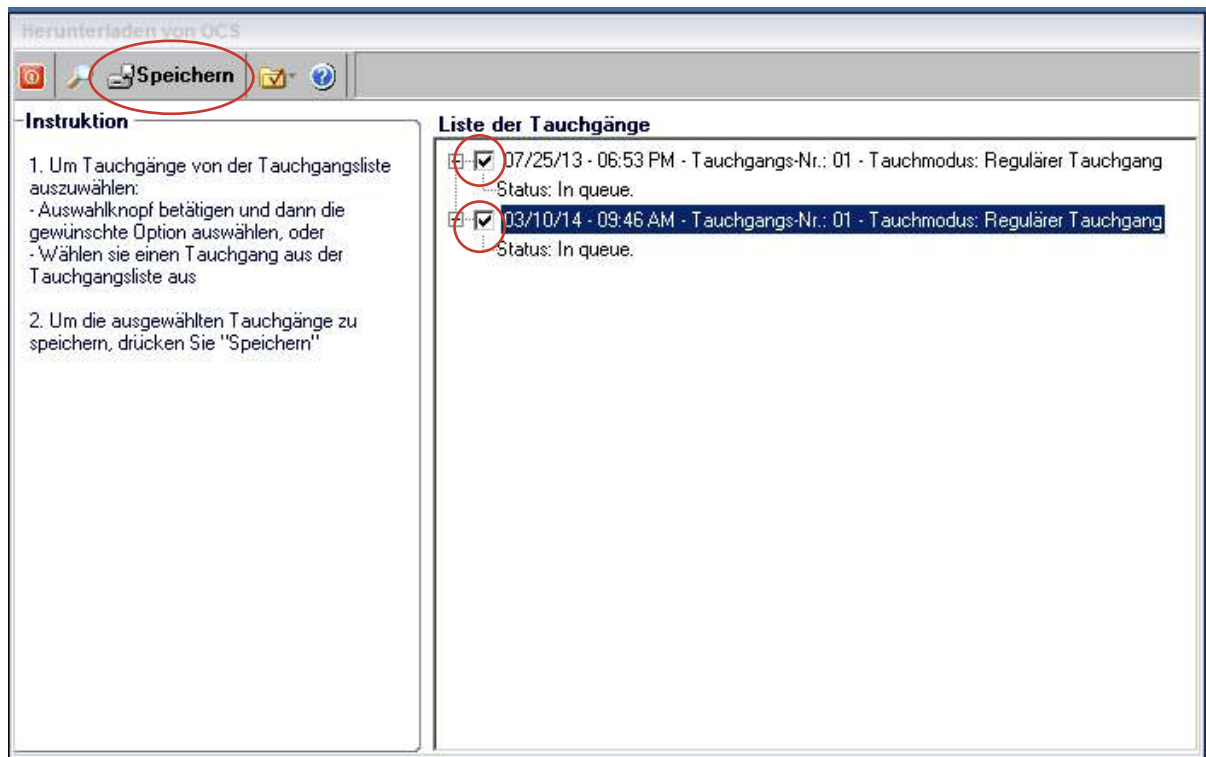 Herunterladen von OCS
Speichern
Instruktion
1. Um Tauchgänge von der Tauchgangsliste
auszuwählen:
- Auswahlknopf betätigen und dann die
gewünschte Option auswählen, oder
- Wählen sie einen Tauchgang aus der
Tauchgangsliste aus
2. Um die ausgewählten Tauchgänge zu
speichern, drücken Sie "Speichern"
Liste der Tauchgänge
07/25/13 - 06:53 PM - Tauchgangs-Nr.: 01 - Tauchmodus: Regulärer Tauchgang
Status: In queue.
03/10/14 - 09:46 AM - Tauchgangs-Nr.: 01 - Tauchmodus: Regulärer Tauchgang
Status: In queue.